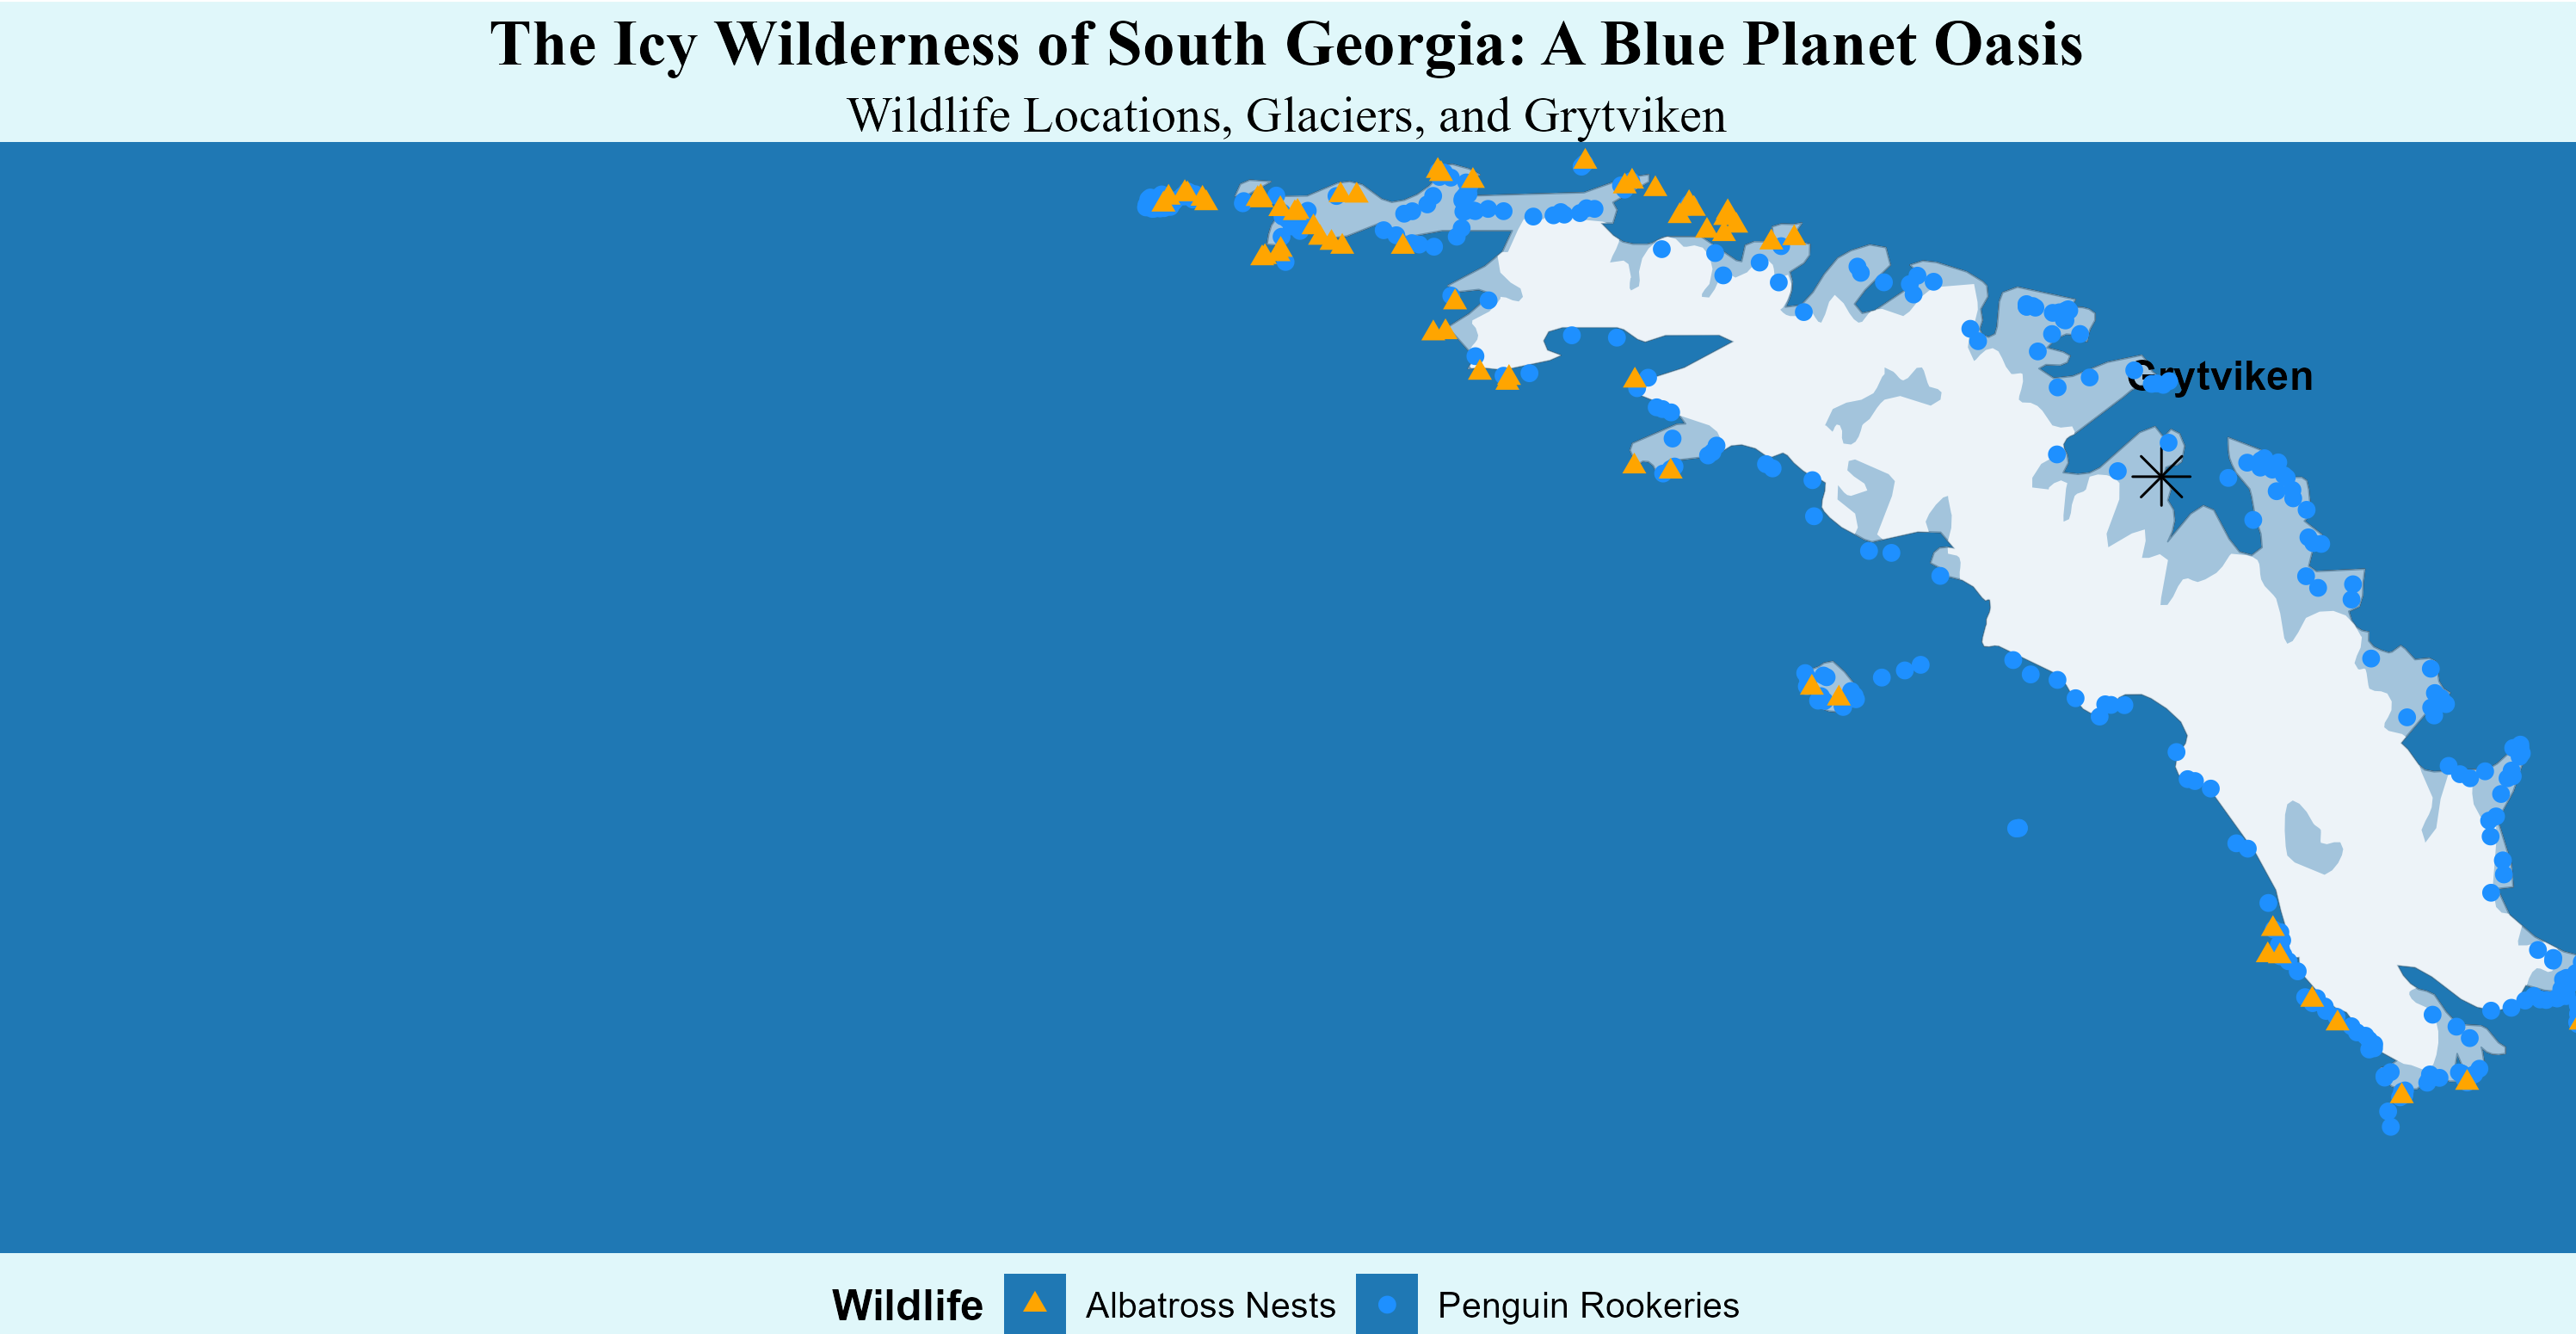 The Icy Wilderness of South Georgia: A Blue Planet Oasis
Wildlife Locations, Glaciers, and Grytviken
Grytviken
Wildlife Albatross Nests Penguin Rookeries